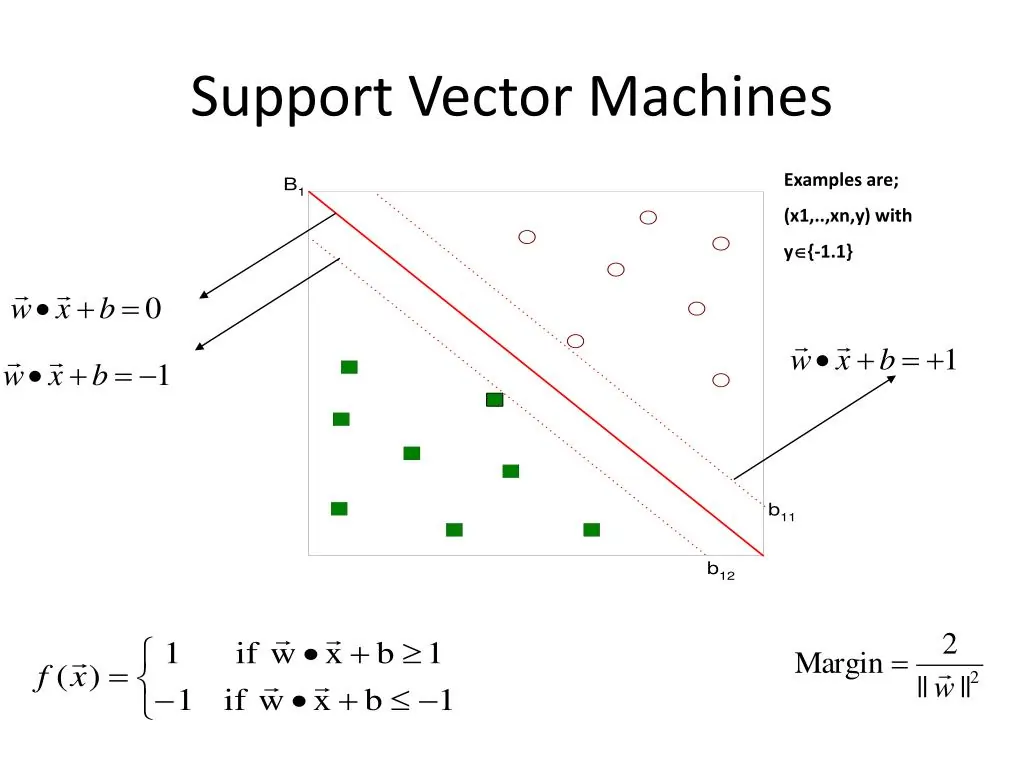 Support Vector Machines
Examples are;
(x1,..,xn,y) with
y∈{-1.1}
B₁
w⃗ • x⃗ + b = 0
w⃗ • x⃗ + b = −1
w⃗ • x⃗ + b = +1
b₁₁
b₁₂
f(x⃗) = { 1 if w⃗ • x⃗ + b ≥ 1
−1 if w⃗ • x⃗ + b ≤ −1
Margin = 2 / || w⃗ ||²